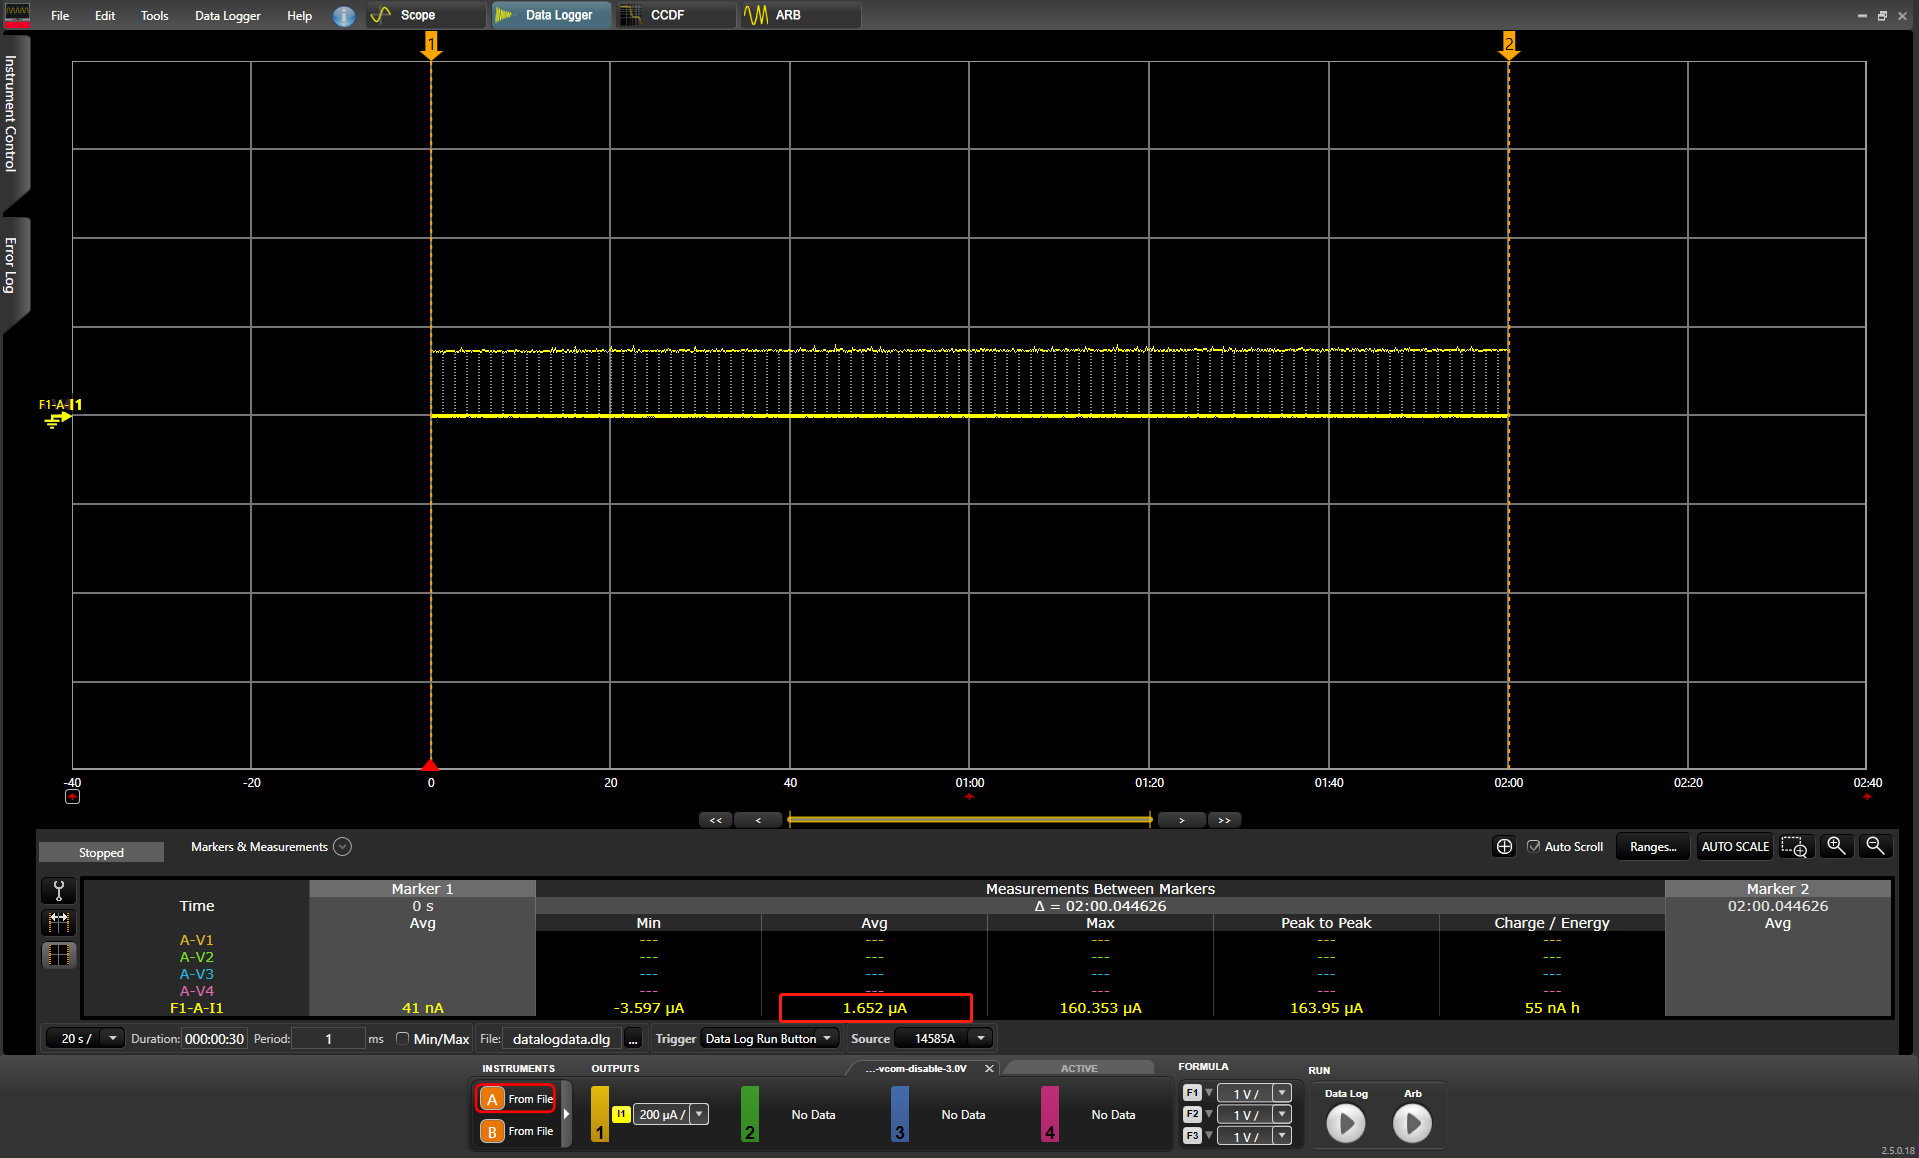 File Edit Tools Data Logger Help Scope Data Logger CCDF ARB
Instrument Control
Error Log
1 2
F1-A-I1
-40 -20 0 20 40 01:00 01:20 01:40 02:00 02:20 02:40
<< < > >>
Stopped Markers & Measurements Auto Scroll Ranges... AUTO SCALE
Marker 1 Measurements Between Markers Marker 2
Time 0 s Δ = 02:00.044626 02:00.044626
Avg Min Avg Max Peak to Peak Charge / Energy Avg
A-V1 --- --- --- --- ---
A-V2 --- --- --- --- ---
A-V3 --- --- --- --- ---
A-V4 --- --- --- --- ---
F1-A-I1 41 nA -3.597 µA 1.652 µA 160.353 µA 163.95 µA 55 nA h
20 s / Duration: 000:00:30 Period: 1 ms Min/Max File: datalogdata.dlg ... Trigger Data Log Run Button Source 14585A
INSTRUMENTS OUTPUTS ...-vcom-disable-3.0V ACTIVE FORMULA RUN
A From File
B From File
1 I1 200 µA / 2 No Data 3 No Data 4 No Data
F1 1 V /
F2 1 V /
F3 1 V /
Data Log Arb
2.5.0.18